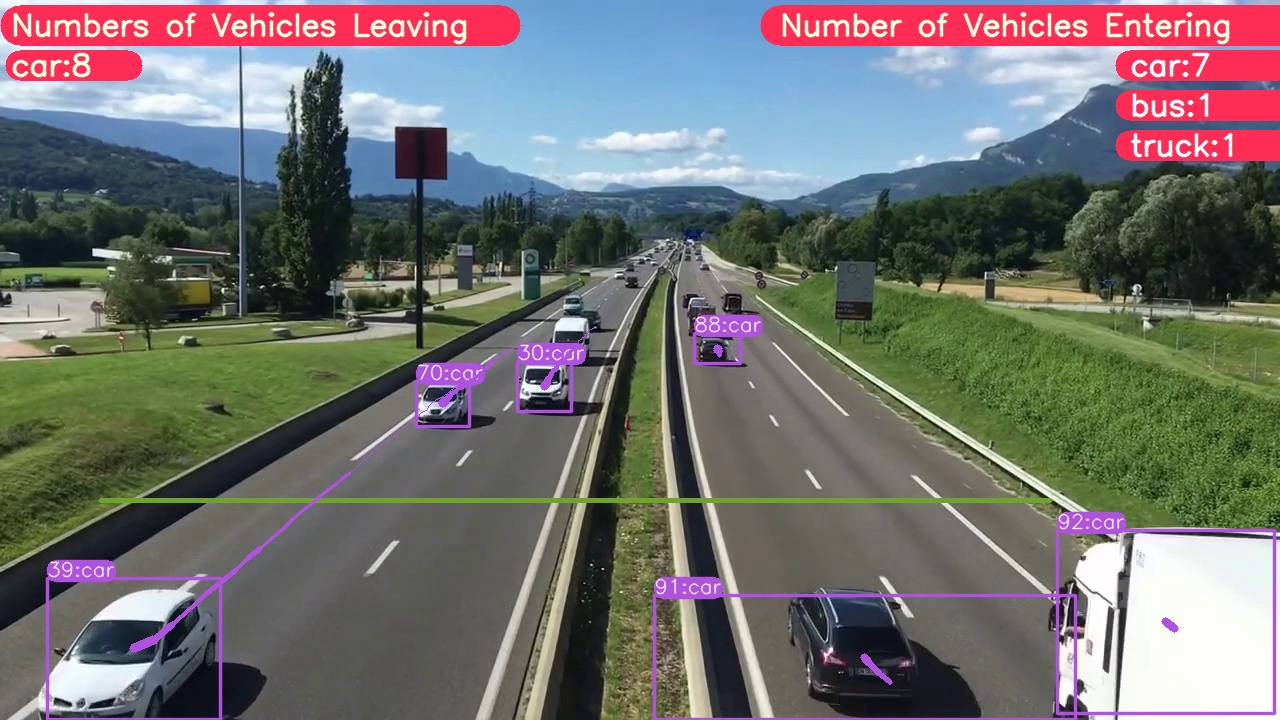 Numbers of Vehicles Leaving
Number of Vehicles Entering
car:8
car:7
bus:1
truck:1
88:car
30:car
70:car
92:car
39:car
91:car